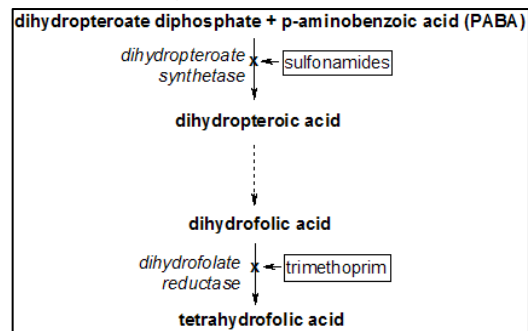 dihydropteroate diphosphate + p-aminobenzoic acid (PABA)
dihydropteroate
synthetase
x
sulfonamides
dihydropteroic acid
dihydrofolic acid
dihydrofolate
reductase
x
trimethoprim
tetrahydrofolic acid